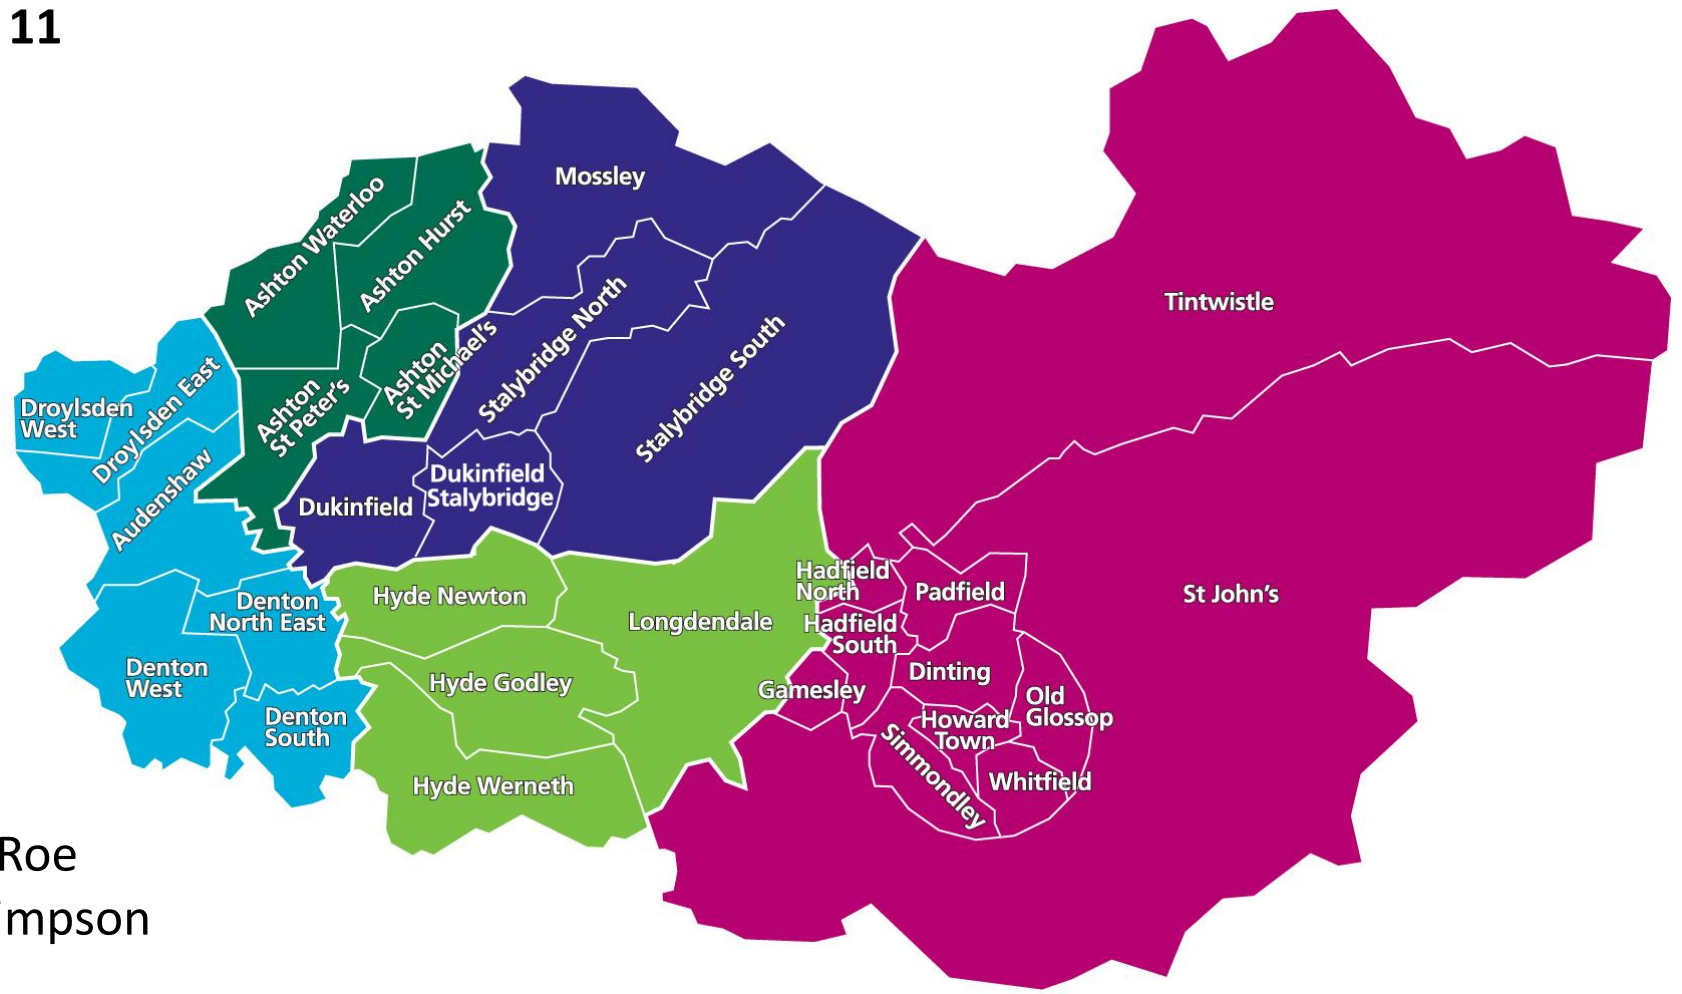 11
Mossley
Ashton Waterloo
Ashton Hurst
Tintwistle
Stalybridge North
Stalybridge South
Ashton
St Michael's
Ashton
St Peter's
Droylsden
West
Droylsden East
Audenshaw
Dukinfield
Stalybridge
Dukinfield
Hadfield
North
Padfield
St John's
Hyde Newton
Longdendale
Denton
North East
Hadfield
South
Denton
West
Hyde Godley
Gamesley
Dinting
Old
Glossop
Denton
South
Howard
Town
Simmondley
Whitfield
Hyde Werneth
Roe
impson